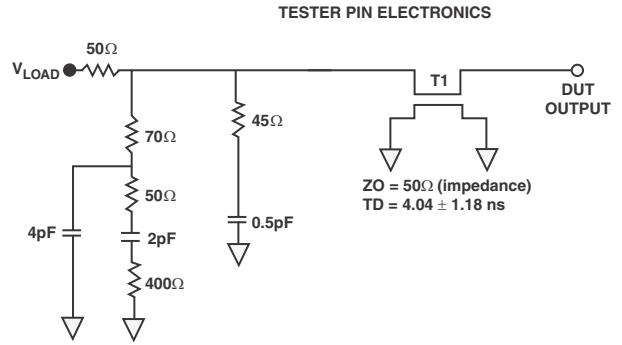 TESTER PIN ELECTRONICS
50Ω
VLOAD
T1
DUT
OUTPUT
70Ω
45Ω
50Ω
ZO = 50Ω (impedance)
TD = 4.04 ± 1.18 ns
4pF
2pF
0.5pF
400Ω